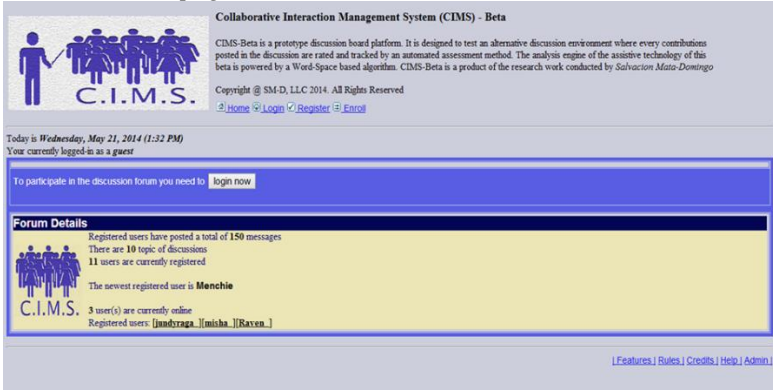 Collaborative Interaction Management System (CIMS) - Beta
CIMS-Beta is a prototype discussion board platform. It is designed to test an alternative discussion environment where every contributions
posted in the discussion are rated and tracked by an automated assessment method. The analysis engine of the assistive technology of this
beta is powered by a Word-Space based algorithm. CIMS-Beta is a product of the research work conducted by Salvacion Mata-Domingo
C.I.M.S.
Copyright @ SM-D, LLC 2014. All Rights Reserved
Home Login Register Enroll
Today is Wednesday, May 21, 2014 (1:32 PM)
Your currently logged-in as a guest
To participate in the discussion forum you need to login now
Forum Details
Registered users have posted a total of 150 messages
There are 10 topic of discussions
11 users are currently registered
The newest registered user is Menchie
C.I.M.S.
3 user(s) are currently online
Registered users: [jundyraga ][misha ][Raven ]
| Features | Rules | Credits | Help | Admin |